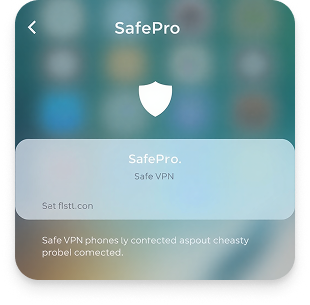 SafePro
SafePro.
Safe VPN
Sat flstt.con
Safe VPN phones ly contected aspout cheasty
probel comected.